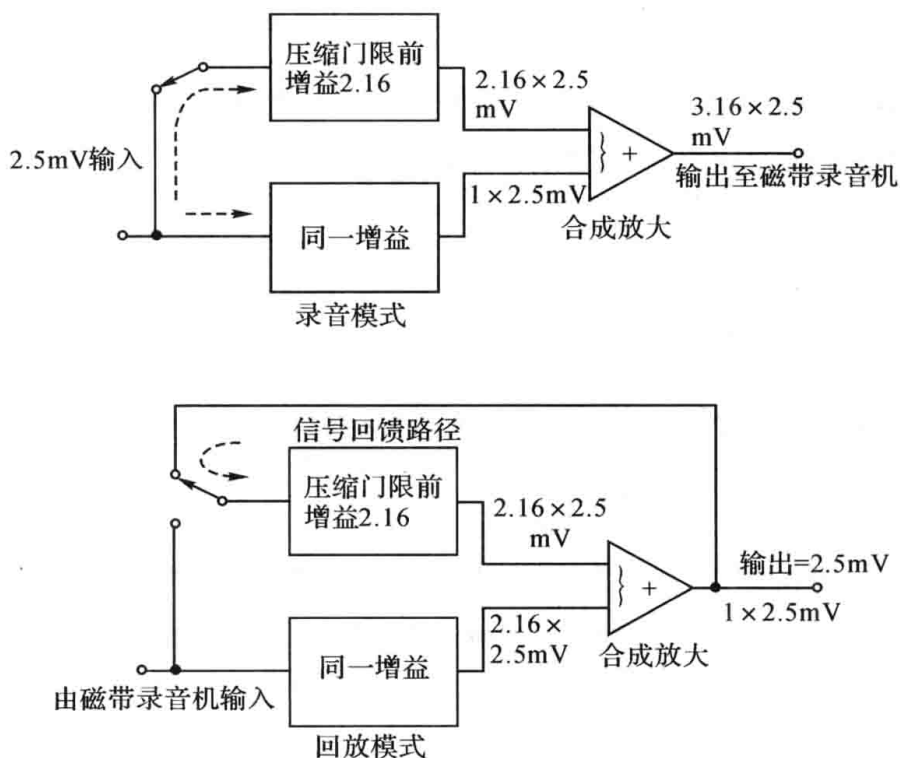 压缩门限前
增益2.16
2.16×2.5
mV
3.16×2.5
mV
2.5mV输入
输出至磁带录音机
1×2.5mV
+
合成放大
同一增益
录音模式
信号回馈路径
压缩门限前
增益2.16
2.16×2.5
mV
+
输出=2.5mV
1×2.5mV
2.16×
2.5mV
合成放大
同一增益
由磁带录音机输入
回放模式